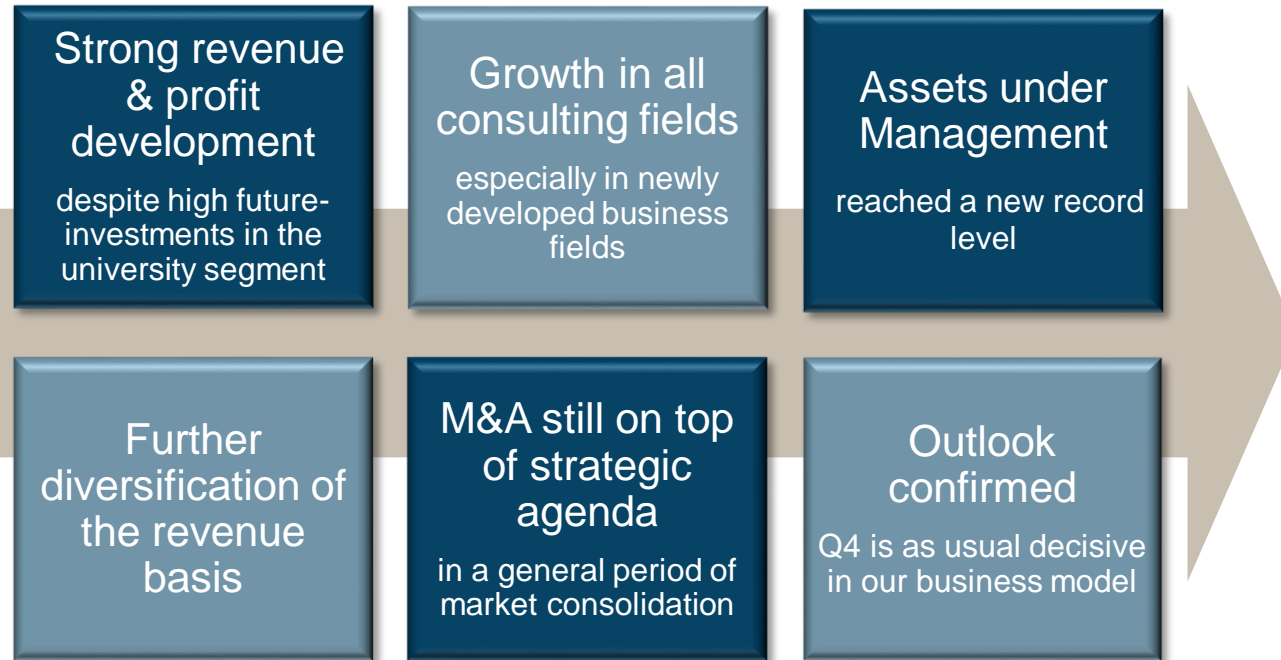 Strong revenue
& profit
development
despite high future-
investments in the
university segment
Growth in all
consulting fields
especially in newly
developed business
fields
Assets under
Management
reached a new record
level
Further
diversification of
the revenue
basis
M&A still on top
of strategic
agenda
in a general period of
market consolidation
Outlook
confirmed
Q4 is as usual decisive
in our business model